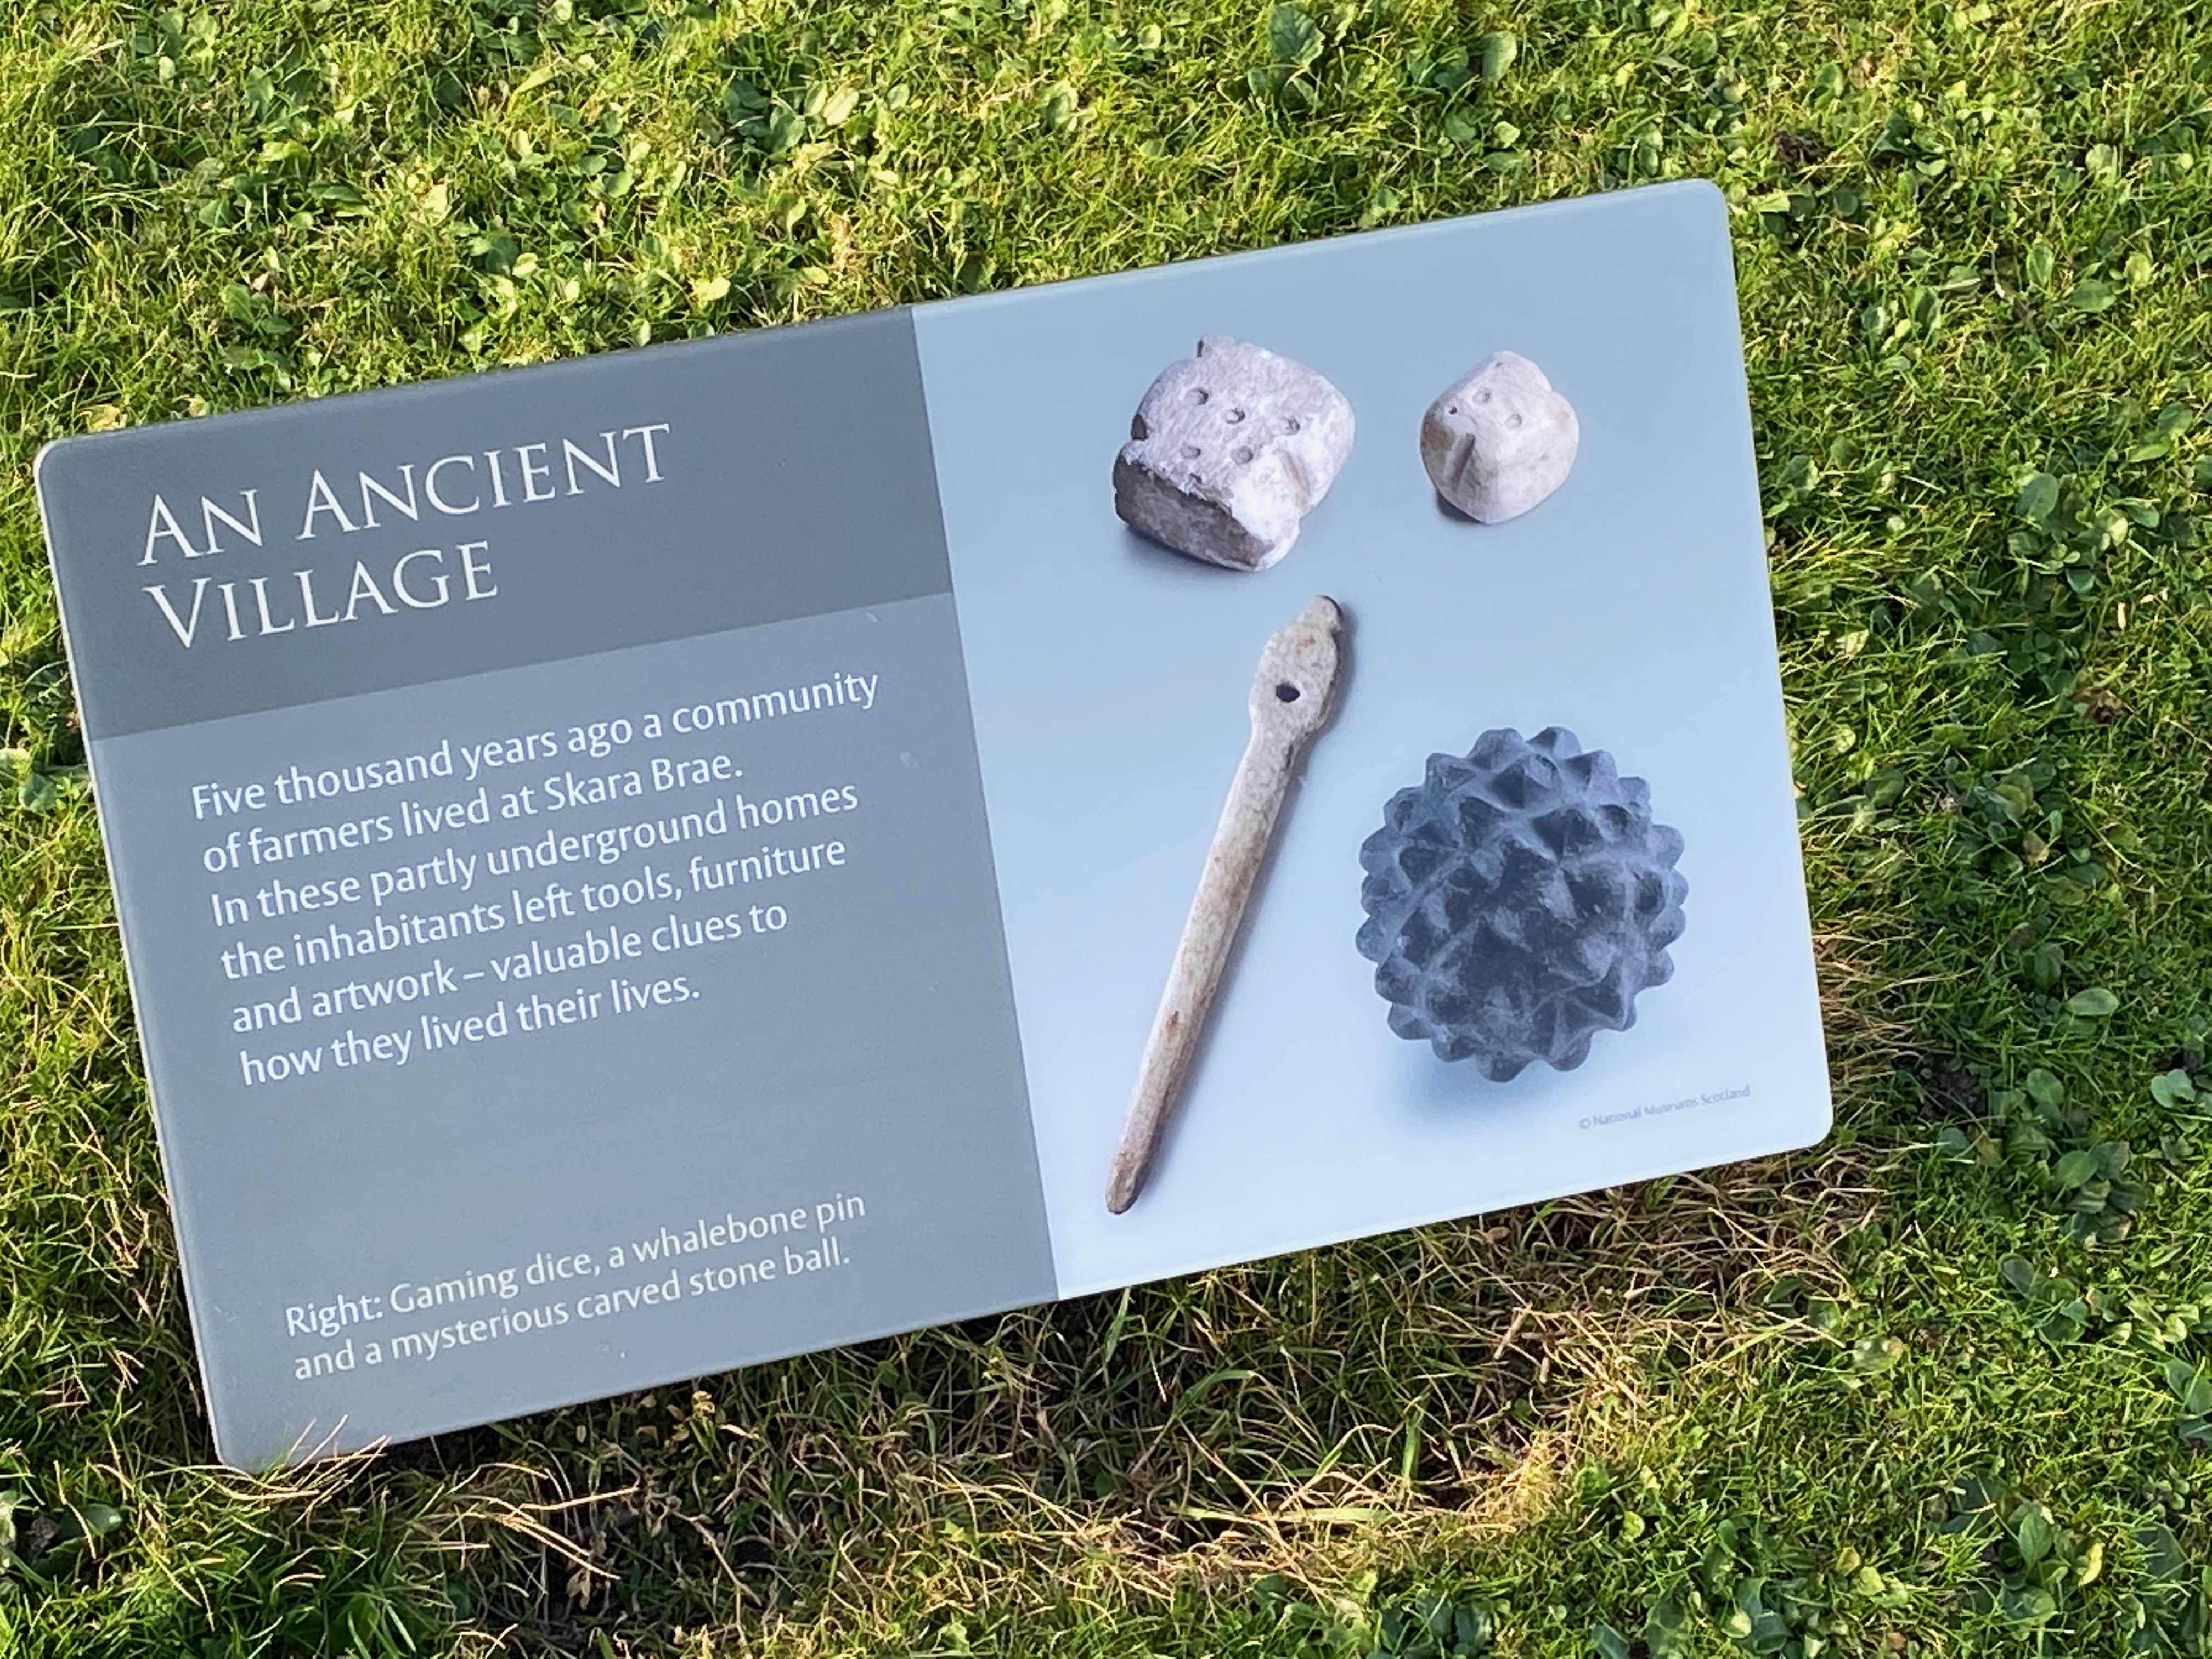 AN ANCIENT
VILLAGE
Five thousand years ago a community
of farmers lived at Skara Brae.
In these partly underground homes
the inhabitants left tools, furniture
and artwork – valuable clues to
how they lived their lives.
Right: Gaming dice, a whalebone pin
and a mysterious carved stone ball.
© National Museums Scotland